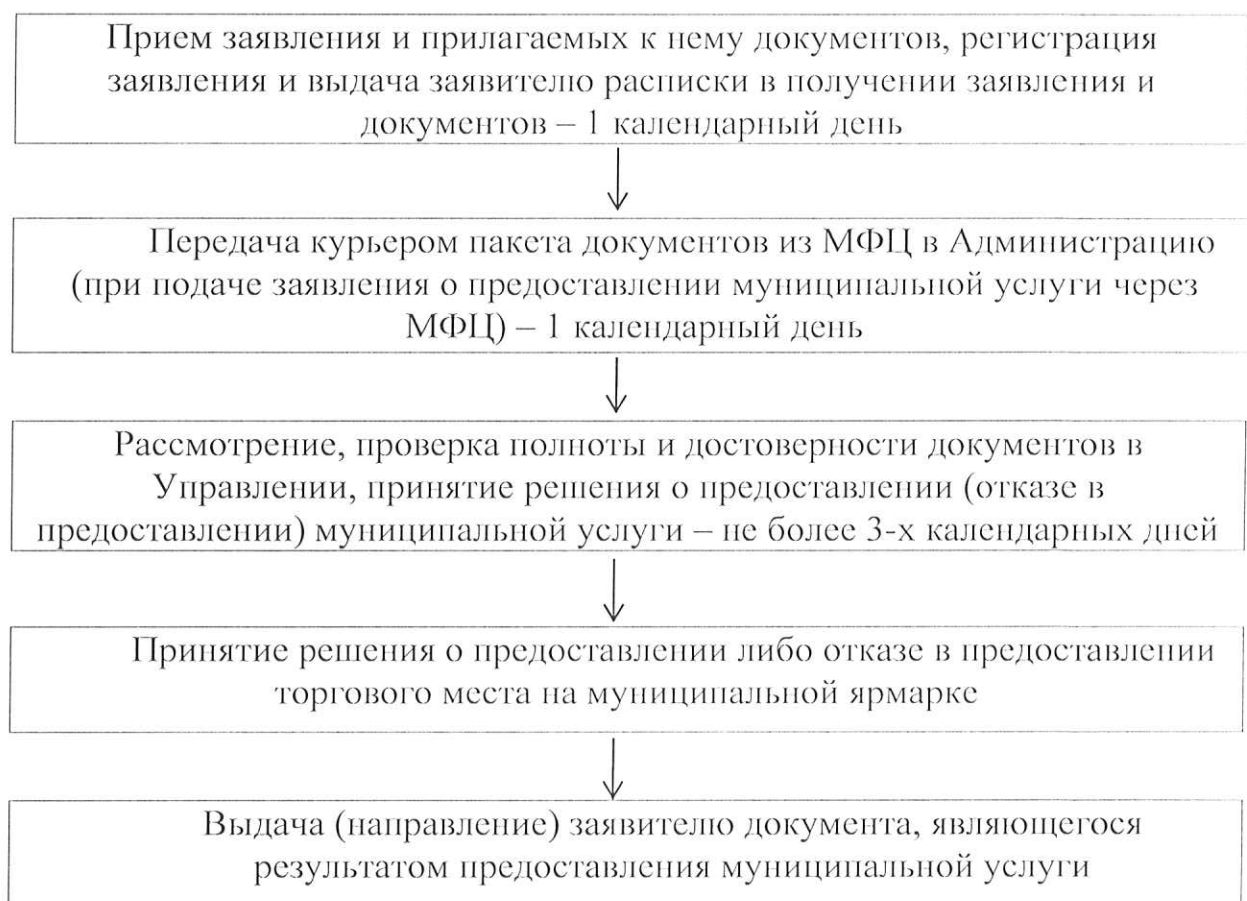 Прием заявления и прилагаемых к нему документов, регистрация
заявления и выдача заявителю расписки в получении заявления и
документов – 1 календарный день
Передача курьером пакета документов из МФЦ в Администрацию
(при подаче заявления о предоставлении муниципальной услуги через
МФЦ) – 1 календарный день
Рассмотрение, проверка полноты и достоверности документов в
Управлении, принятие решения о предоставлении (отказе в
предоставлении) муниципальной услуги – не более 3-х календарных дней
Принятие решения о предоставлении либо отказе в предоставлении
торгового места на муниципальной ярмарке
Выдача (направление) заявителю документа, являющегося
результатом предоставления муниципальной услуги